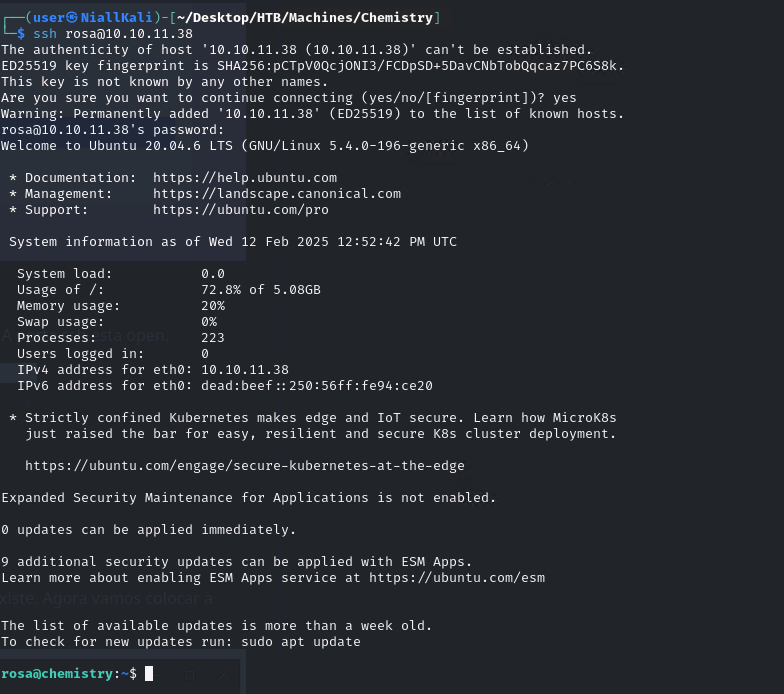 ┌──(user㉿NiallKali)-[~/Desktop/HTB/Machines/Chemistry]
└─$ ssh rosa@10.10.11.38
The authenticity of host '10.10.11.38 (10.10.11.38)' can't be established.
ED25519 key fingerprint is SHA256:pCTpV0QcjONI3/FCDpSD+5DavCNbTobQqcaz7PC6S8k.
This key is not known by any other names.
Are you sure you want to continue connecting (yes/no/[fingerprint])? yes
Warning: Permanently added '10.10.11.38' (ED25519) to the list of known hosts.
rosa@10.10.11.38's password:
Welcome to Ubuntu 20.04.6 LTS (GNU/Linux 5.4.0-196-generic x86_64)
* Documentation:  https://help.ubuntu.com
* Management:     https://landscape.canonical.com
* Support:        https://ubuntu.com/pro
System information as of Wed 12 Feb 2025 12:52:42 PM UTC
System load:           0.0
Usage of /:            72.8% of 5.08GB
Memory usage:          20%
Swap usage:            0%
sta open.
Processes:             223
Users logged in:       0
IPv4 address for eth0: 10.10.11.38
IPv6 address for eth0: dead:beef::250:56ff:fe94:ce20
* Strictly confined Kubernetes makes edge and IoT secure. Learn how MicroK8s
just raised the bar for easy, resilient and secure K8s cluster deployment.
https://ubuntu.com/engage/secure-kubernetes-at-the-edge
Expanded Security Maintenance for Applications is not enabled.
0 updates can be applied immediately.
9 additional security updates can be applied with ESM Apps.
Learn more about enabling ESM Apps service at https://ubuntu.com/esm
xiste. Agora vamos colocar a
The list of available updates is more than a week old.
To check for new updates run: sudo apt update
rosa@chemistry:~$